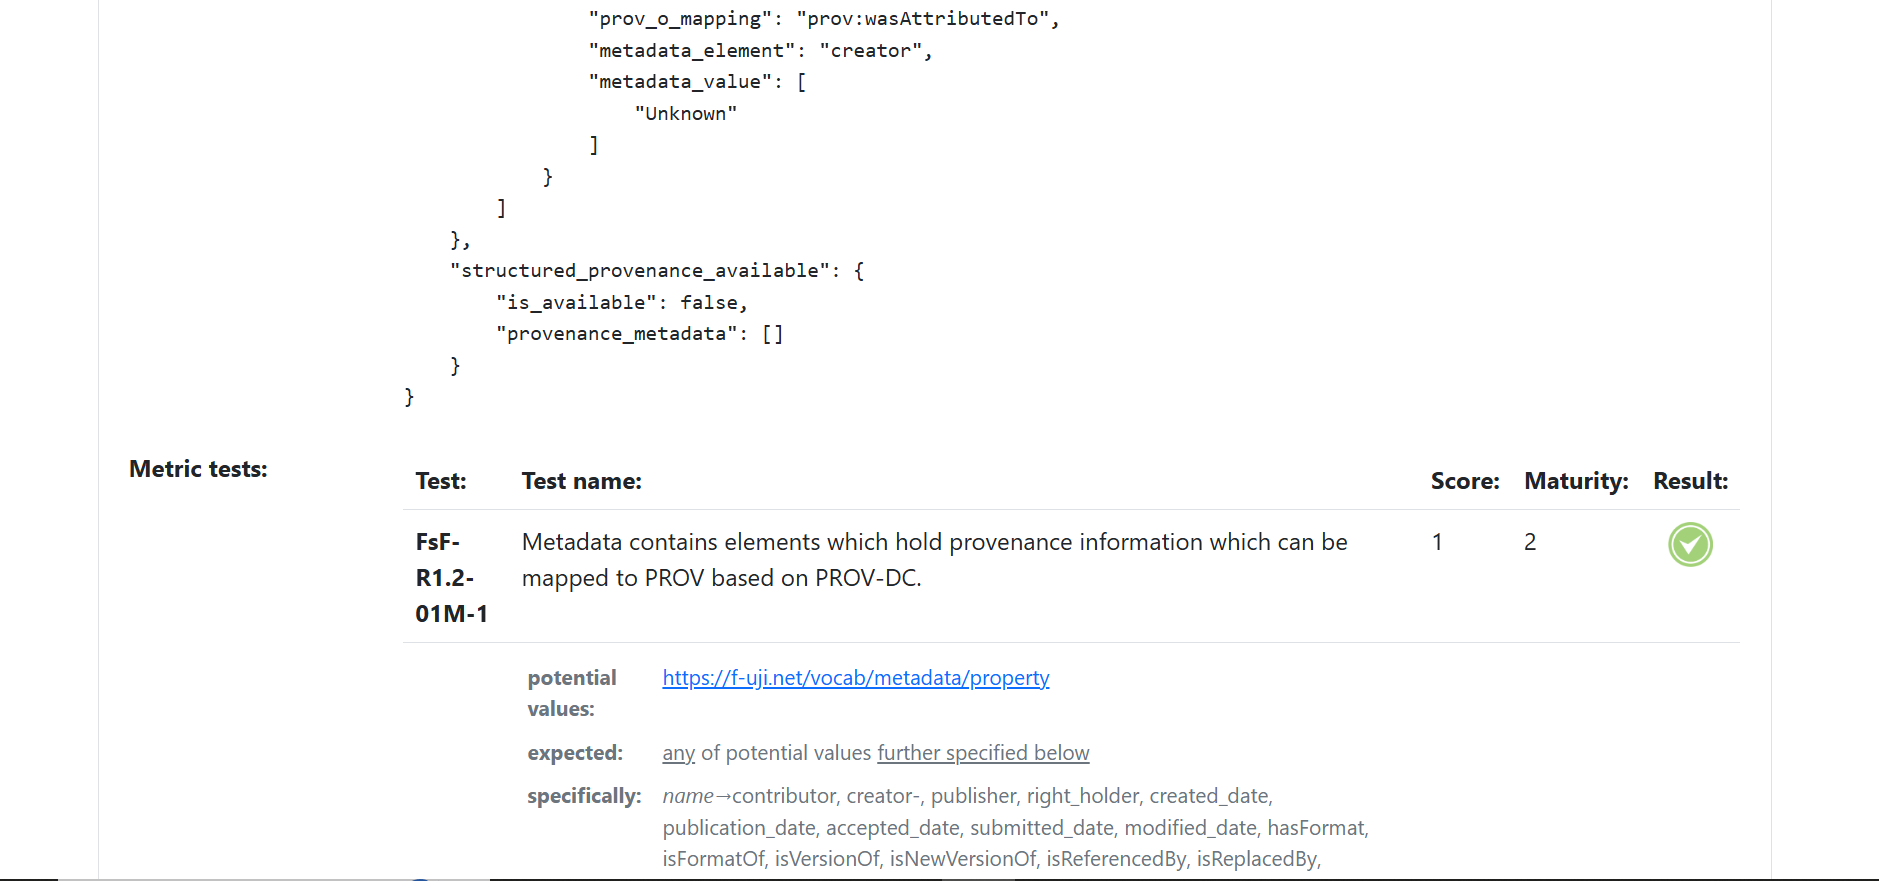 "prov_o_mapping": "prov:wasAttributedTo",
"metadata_element": "creator",
"metadata_value": [
"Unknown"
]
}
]
},
"structured_provenance_available": {
"is_available": false,
"provenance_metadata": []
}
}
Metric tests:
Test: Test name: Score: Maturity: Result:
FsF-R1.2-01M-1 Metadata contains elements which hold provenance information which can be 1 2
mapped to PROV based on PROV-DC.
potential values: https://f-uji.net/vocab/metadata/property
expected: any of potential values further specified below
specifically: name→contributor, creator-, publisher, right_holder, created_date,
publication_date, accepted_date, submitted_date, modified_date, hasFormat,
isFormatOf, isVersionOf, isNewVersionOf, isReferencedBy, isReplacedBy,